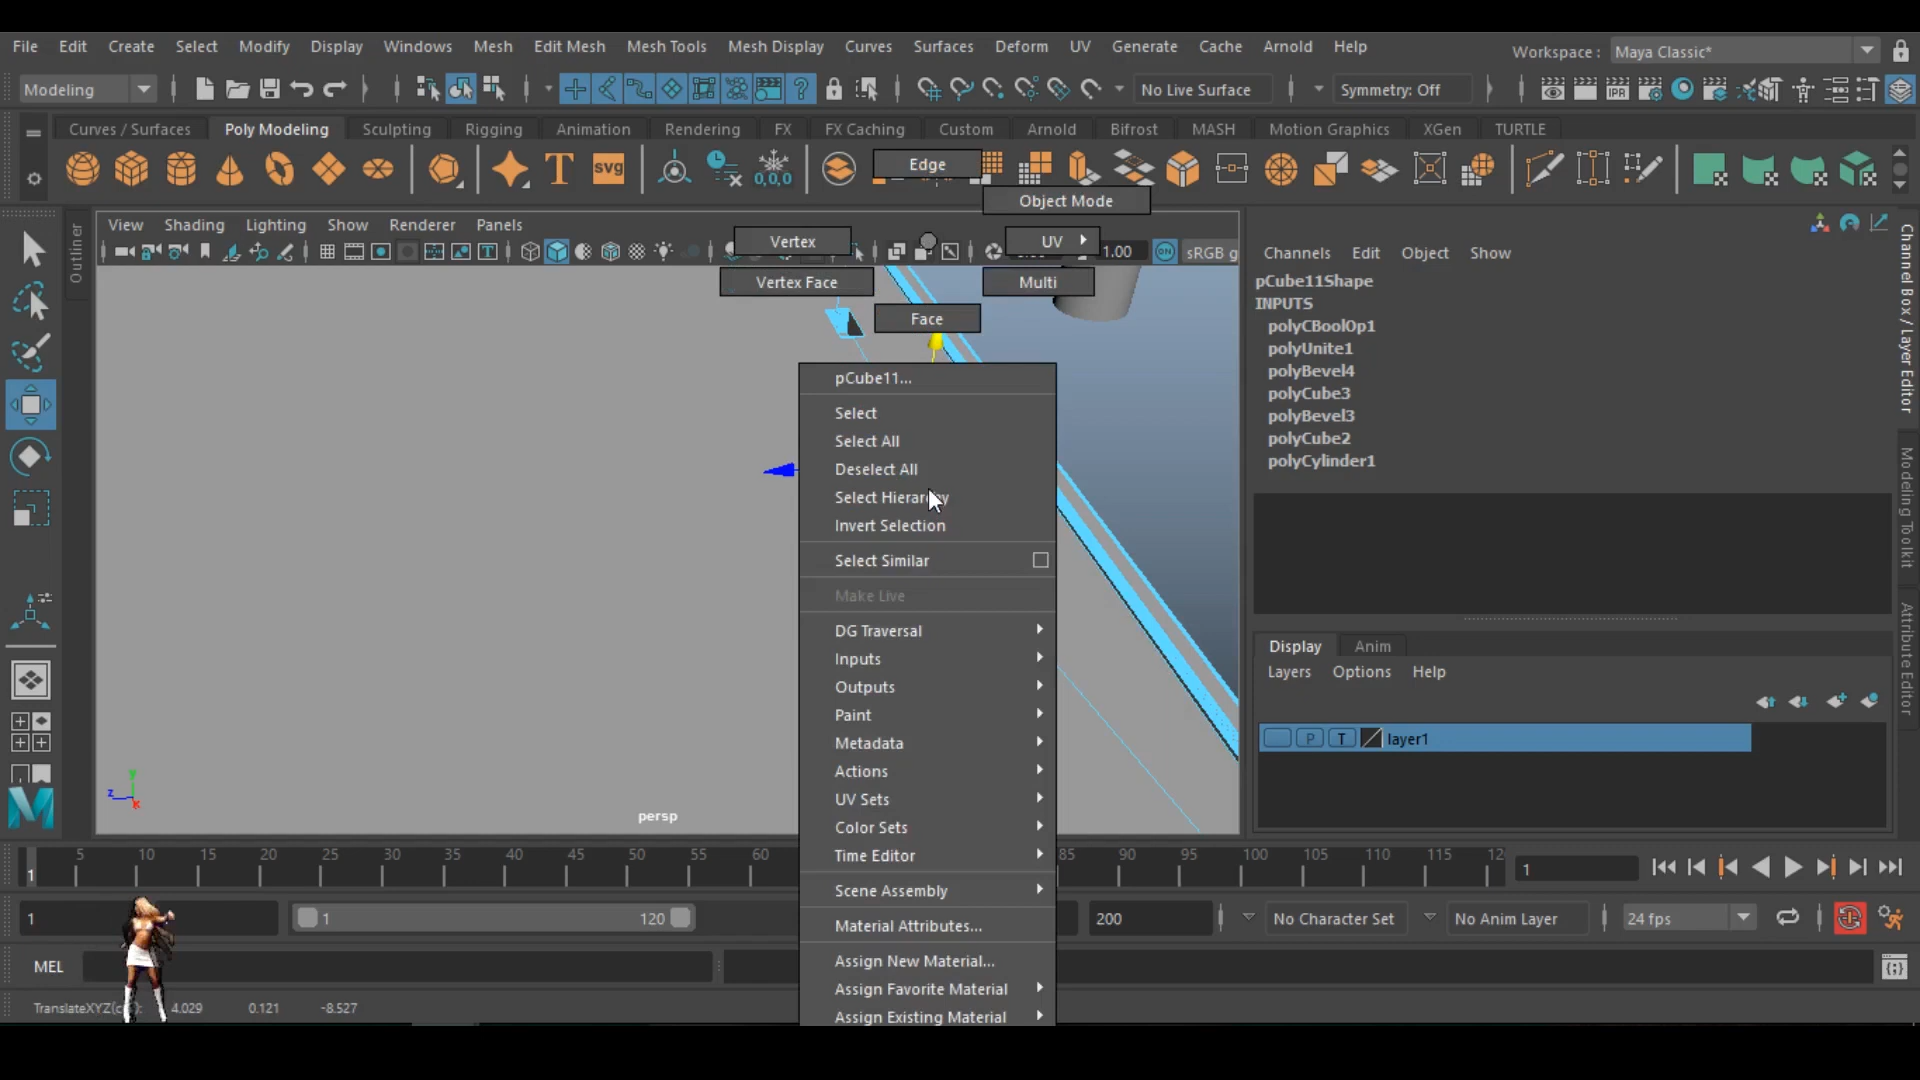 File Edit Create Select Modify Display Windows Mesh Edit Mesh Mesh Tools Mesh Display Curves Surfaces Deform UV Generate Cache Arnold Help
Workspace : Maya Classic*
Modeling
No Live Surface
Symmetry: Off
IPR
Curves / Surfaces Poly Modeling Sculpting Rigging Animation Rendering FX FX Caching Custom Arnold Bifrost MASH Motion Graphics XGen TURTLE
T svg 0,0,0
Edge
Object Mode
View Shading Lighting Show Renderer Panels
Vertex
UV
1.00
ON
sRGB g
Vertex Face
Multi
Face
Outliner
pCube11...
Select
Select All
Deselect All
Select Hierarchy
Invert Selection
Select Similar
Make Live
DG Traversal
Inputs
Outputs
Paint
Metadata
Actions
UV Sets
Color Sets
Time Editor
Scene Assembly
Material Attributes...
Assign New Material...
Assign Favorite Material
Assign Existing Material
Channels Edit Object Show
pCube11Shape
INPUTS
polyCBoolOp1
polyUnite1
polyBevel4
polyCube3
polyBevel3
polyCube2
polyCylinder1
Channel Box / Layer Editor
Modeling Toolkit
Attribute Editor
Display Anim
Layers Options Help
P T layer1
y
z
x
persp
5 10 15 20 25 30 35 40 45 50 55 60 85 90 95 100 105 110 115 12
1
1
1
1 120
200
No Character Set
No Anim Layer
24 fps
MEL
TranslateXYZ(c 4.029 0.121 -8.527